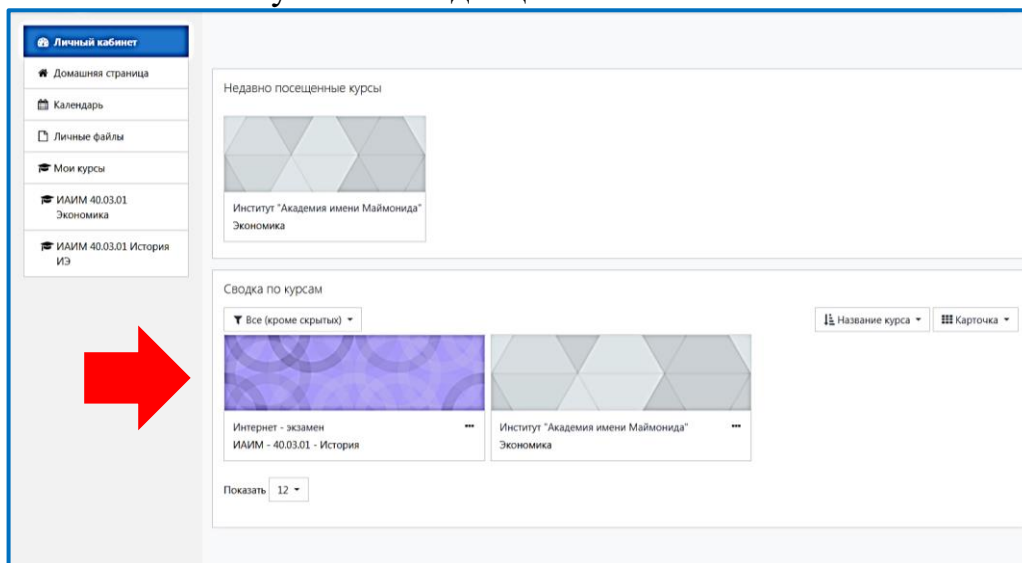 Личный кабинет
Домашняя страница
Календарь
Личные файлы
Мои курсы
ИАИМ 40.03.01
Экономика
ИАИМ 40.03.01 История
ИЭ
Недавно посещенные курсы
Институт "Академия имени Маймонида"
Экономика
Сводка по курсам
Все (кроме скрытых)
Название курса
Карточка
Интернет - экзамен
ИАИМ - 40.03.01 - История
Институт "Академия имени Маймонида"
Экономика
Показать 12